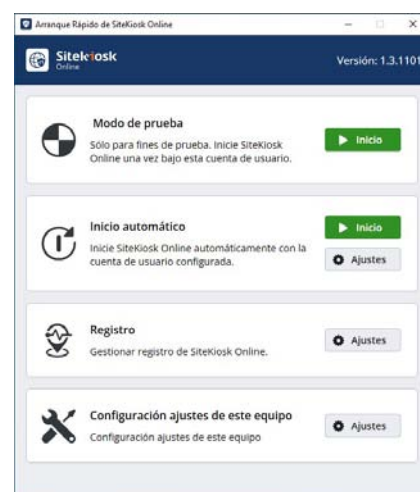 Arranque Rápido de SiteKiosk Online
Sitekiosk
Online
Versión: 1.3.1101
Modo de prueba
Sólo para fines de prueba. Inicie SiteKiosk
Online una vez bajo esta cuenta de usuario.
Inicio
Inicio automático
Inicie SiteKiosk Online automáticamente con la
cuenta de usuario configurada.
Inicio
Ajustes
Registro
Gestionar registro de SiteKiosk Online.
Ajustes
Configuración ajustes de este equipo
Configuración ajustes de este equipo
Ajustes